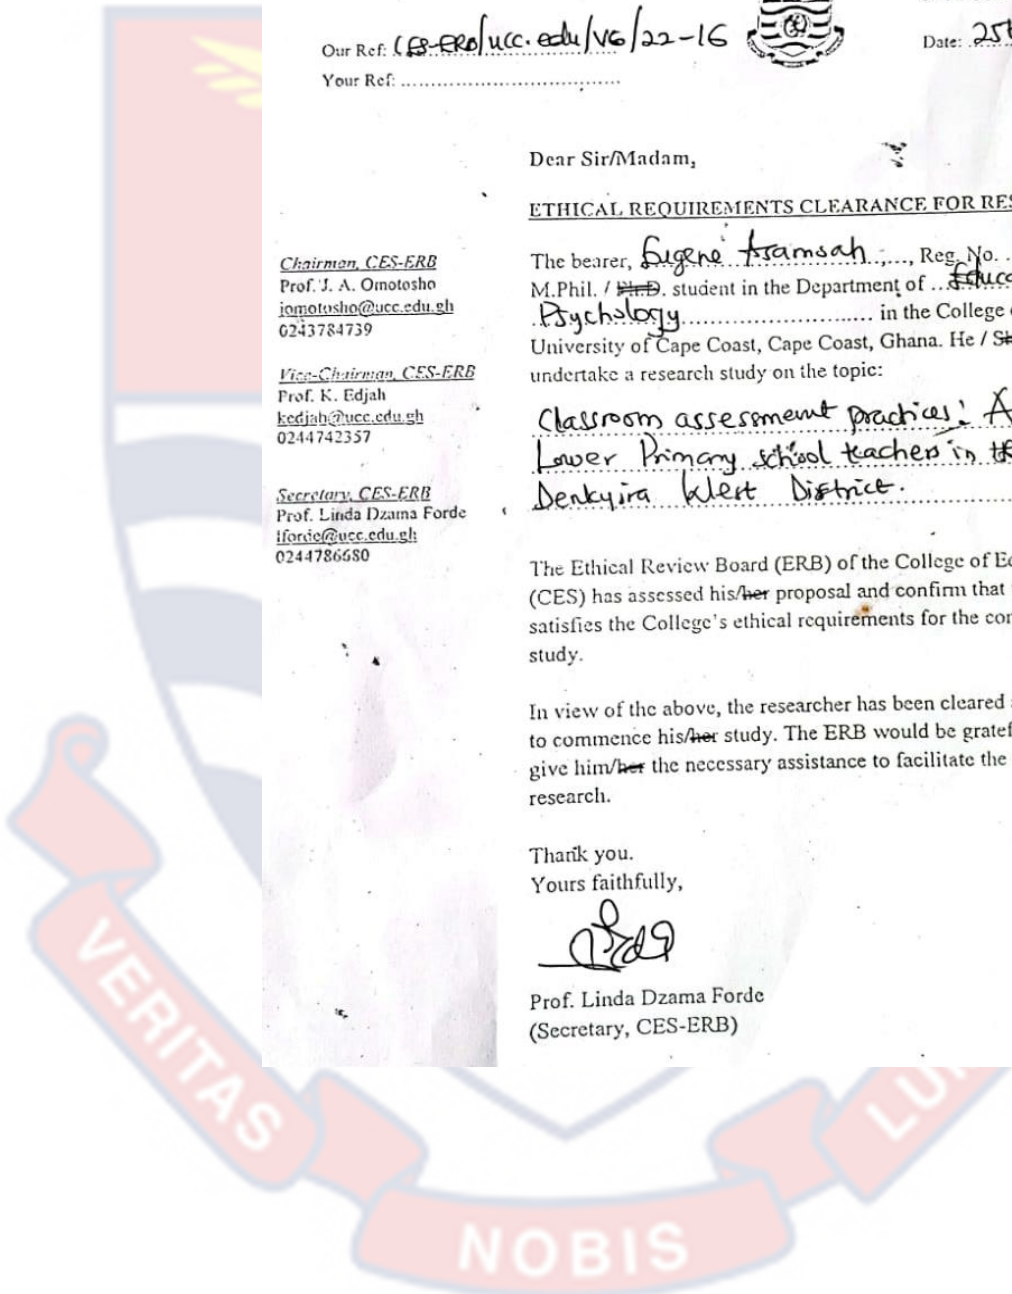 Our Ref: CES-ERB/ucc.edu/V6/22-16
Date: 25t
Your Ref: ....................................
Dear Sir/Madam,
ETHICAL REQUIREMENTS CLEARANCE FOR RES
Chairman, CES-ERB
Prof. J. A. Omotosho
jomotosho@ucc.edu.gh
0243784739
Vice-Chairman, CES-ERB
Prof. K. Edjah
kedjah@ucc.edu.gh
0244742357
Secretary, CES-ERB
Prof. Linda Dzama Forde
lforde@ucc.edu.gh
0244786680
The bearer, Eugene Asamoah, Reg. No.
M.Phil. / Ph.D. student in the Department of Educa
Psychology in the College
University of Cape Coast, Cape Coast, Ghana. He / Sh
undertake a research study on the topic:
Classroom assessment practices: A
Lower Primary school teachers in
Denkyira West District.
The Ethical Review Board (ERB) of the College of Ed
(CES) has assessed his/her proposal and confirm that
satisfies the College's ethical requirements for the con
study.
In view of the above, the researcher has been cleared
to commence his/her study. The ERB would be gratef
give him/her the necessary assistance to facilitate the
research.
Thank you.
Yours faithfully,
Prof. Linda Dzama Forde
(Secretary, CES-ERB)
VERITAS
NOBIS
LU